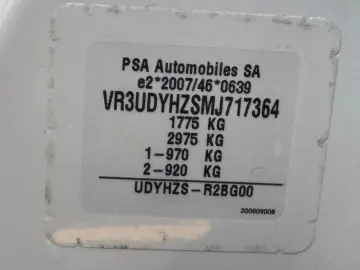 PSA Automobiles SA
e2*2007/46*0639
VR3UDYHZSMJ717364
1775 KG
2975 KG
1-970 KG
2-920 KG
UDYHZS-R2BG00
200609008